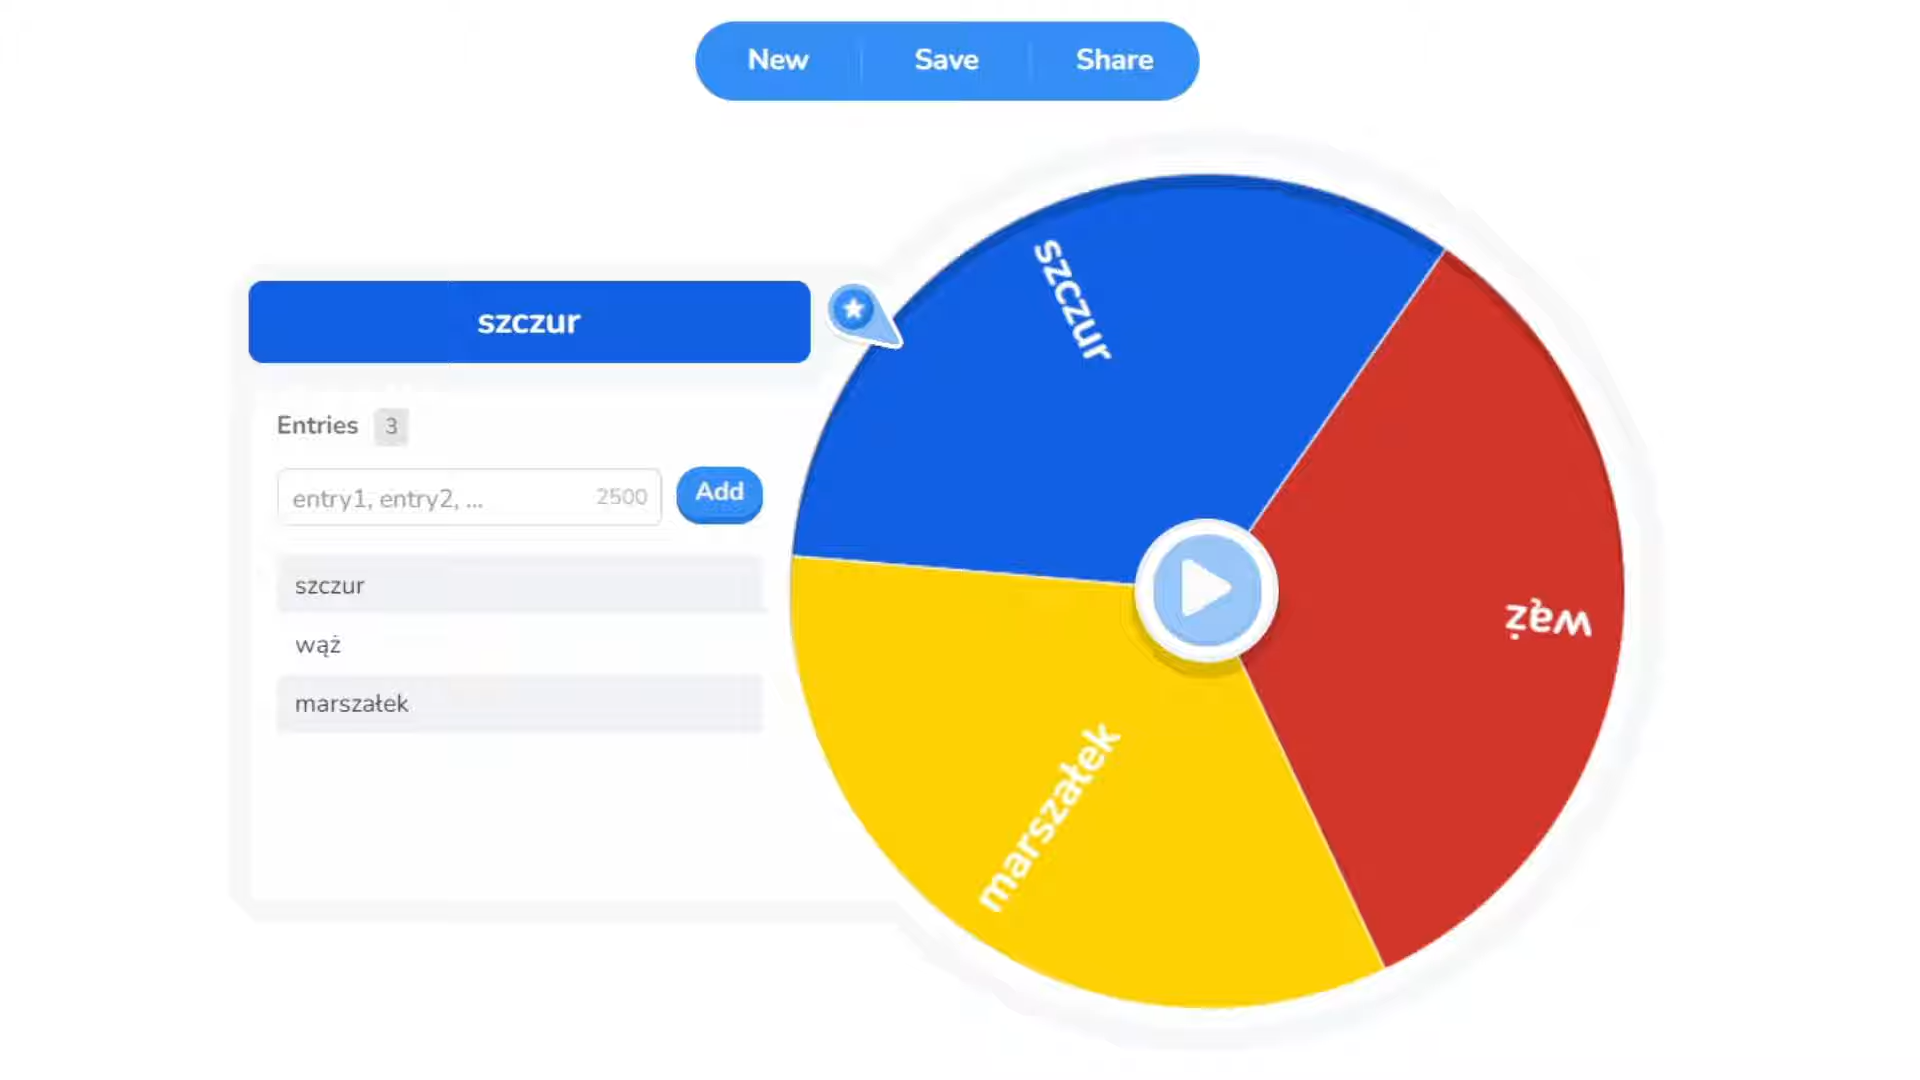 New
Save
Share
szczur
Entries 3
entry1, entry2, ... 2500
Add
szczur
wąż
marszałek
szczur
wąż
marszałek